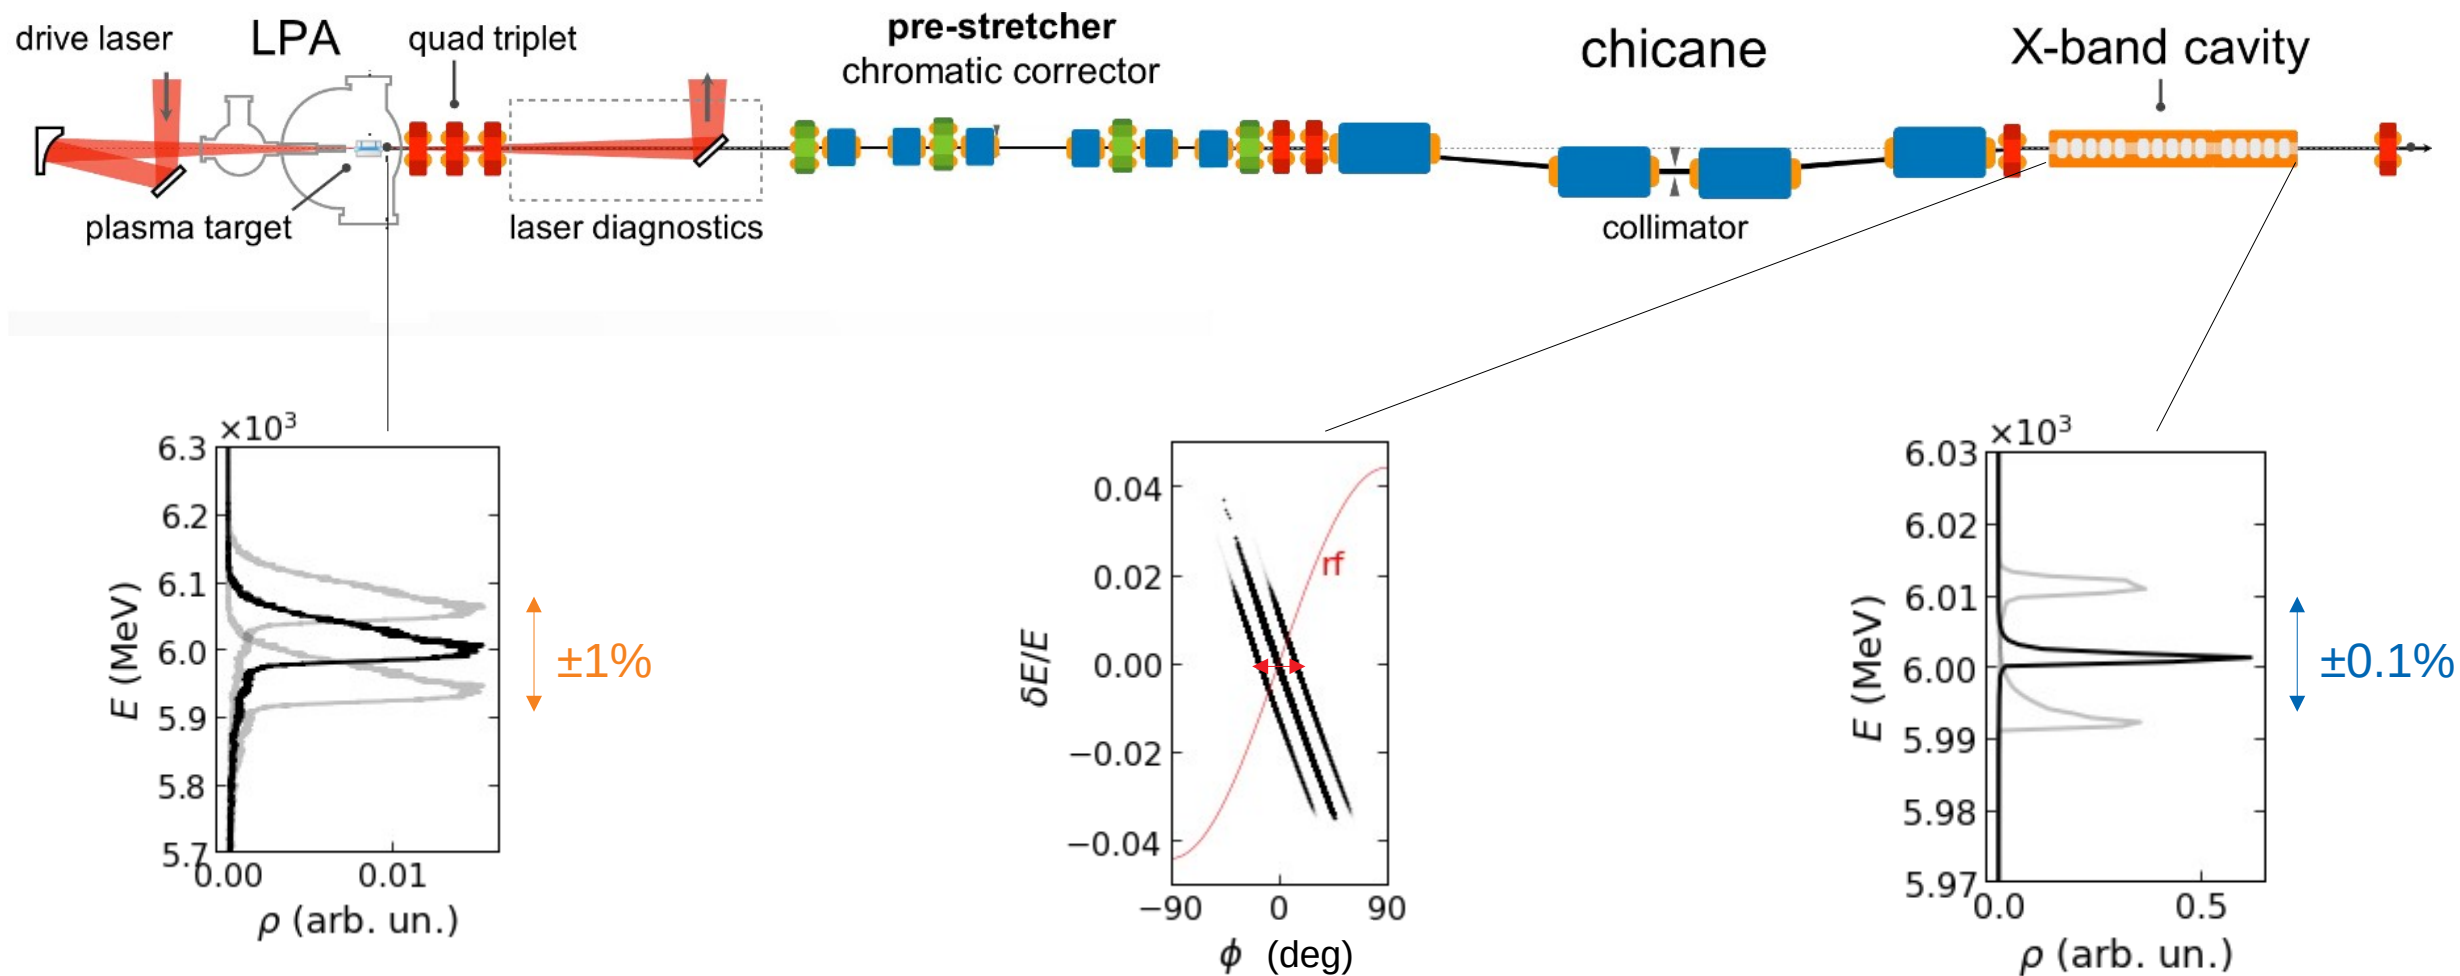 drive laser
LPA
quad triplet
pre-stretcher
chromatic corrector
chicane
X-band cavity
plasma target
laser diagnostics
collimator
×10³
6.3
6.2
6.1
6.0
5.9
5.8
5.7
E (MeV)
0.00
0.01
ρ (arb. un.)
±1%
0.04
0.02
0.00
−0.02
−0.04
δE/E
rf
−90
0
90
ϕ (deg)
×10³
6.03
6.02
6.01
6.00
5.99
5.98
5.97
E (MeV)
0.0
0.5
ρ (arb. un.)
±0.1%